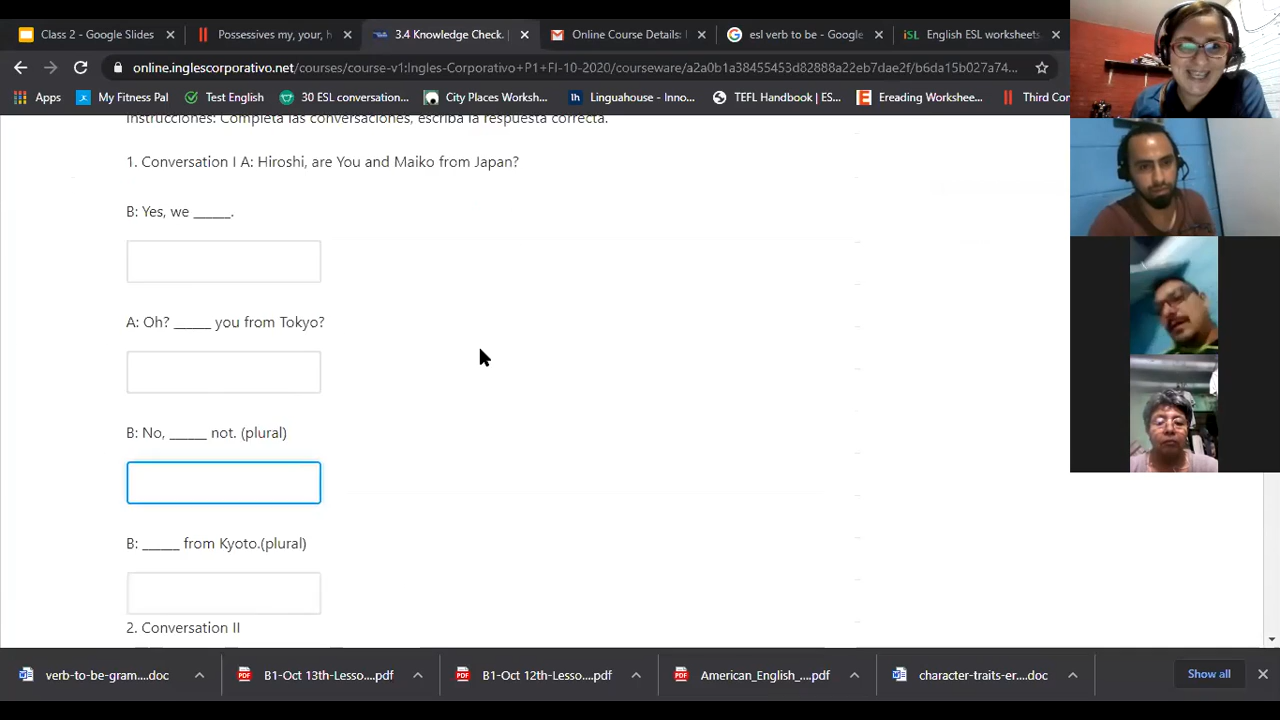 Class 2 - Google Slides
Possessives my, your, h
3.4 Knowledge Check. |
Online Course Details: I
esl verb to be - Google
English ESL worksheets,
online.inglescorporativo.net/courses/course-v1:Ingles-Corporativo+P1+FI-10-2020/courseware/a2a0b1a38455453d82888a22eb7dae2f/b6da15b027a74...
Apps
My Fitness Pal
Test English
30 ESL conversation...
City Places Worksh...
Linguahouse - Inno...
TEFL Handbook | ES...
Ereading Workshee...
Third Con
Instrucciones: Completa las conversaciones, escriba la respuesta correcta.
1. Conversation I A: Hiroshi, are You and Maiko from Japan?
B: Yes, we ______.
A: Oh? ______ you from Tokyo?
B: No, ______ not. (plural)
B: ______ from Kyoto.(plural)
2. Conversation II
verb-to-be-gram....doc
B1-Oct 13th-Lesso....pdf
B1-Oct 12th-Lesso....pdf
American_English_....pdf
character-traits-er....doc
Show all